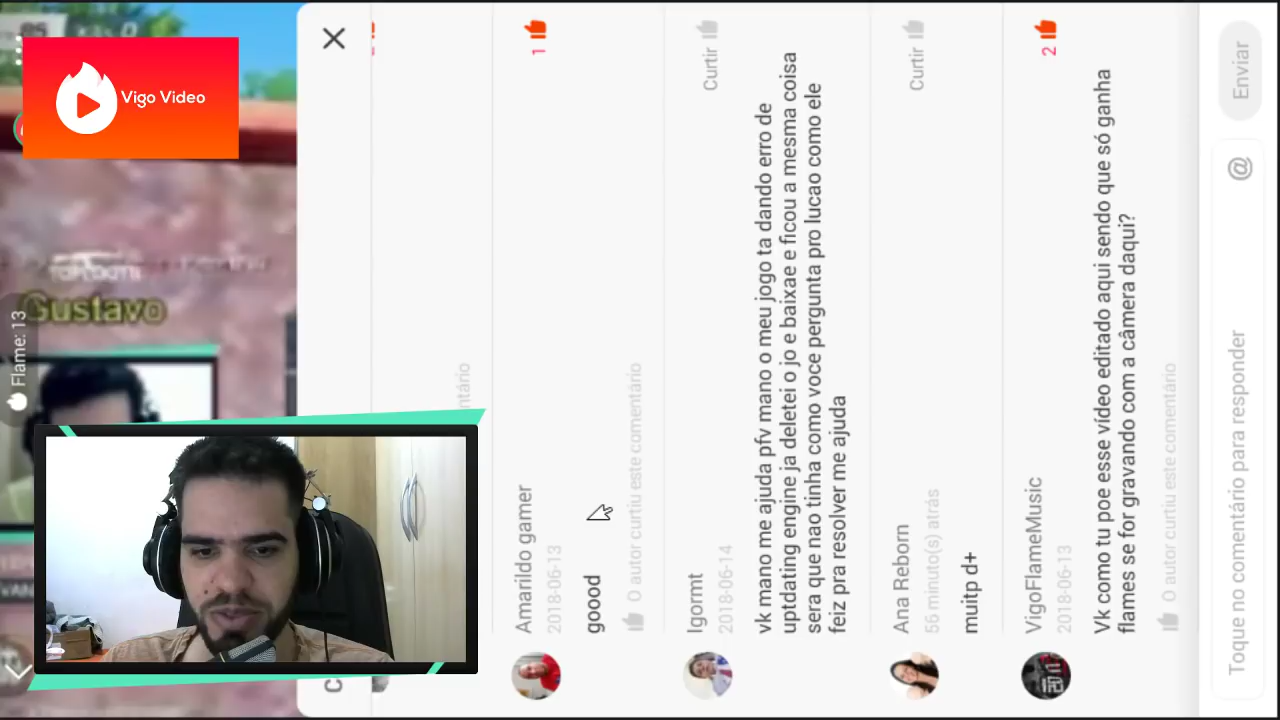 Vigo Video
Gustavo
Flame: 13
Amarildo gamer
2018-06-13
1
goood
O autor curtiu este comentário
Igormt
2018-06-14
Curtir
vk mano me ajuda pfv mano o meu jogo ta dando erro de
uptdating engine ja deletei o jo e baixae e ficou a mesma coisa
sera que nao tinha como voce pergunta pro lucao como ele
feiz pra resolver me ajuda
Ana Reborn
56 minuto(s) atrás
Curtir
muitp d+
VigoFlameMusic
2018-06-13
2
Vk como tu poe esse vídeo editado aqui sendo que só ganha
flames se for gravando com a câmera daqui?
O autor curtiu este comentário
Toque no comentário para responder
@
Enviar